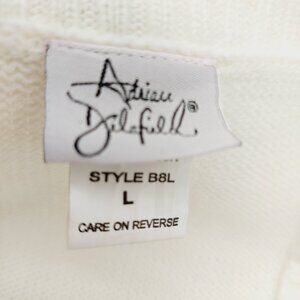 Adrian
Delafield®
STYLE B8L
L
CARE ON REVERSE